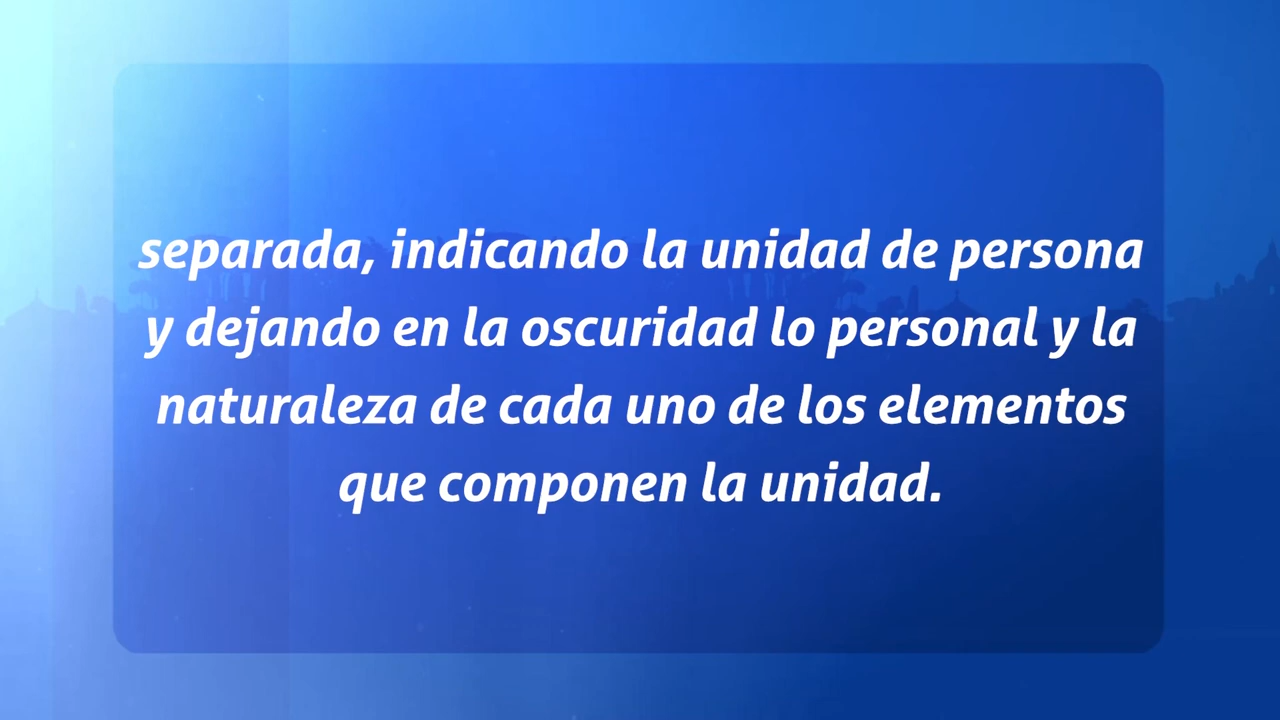 separada, indicando la unidad de persona
y dejando en la oscuridad lo personal y la
naturaleza de cada uno de los elementos
que componen la unidad.